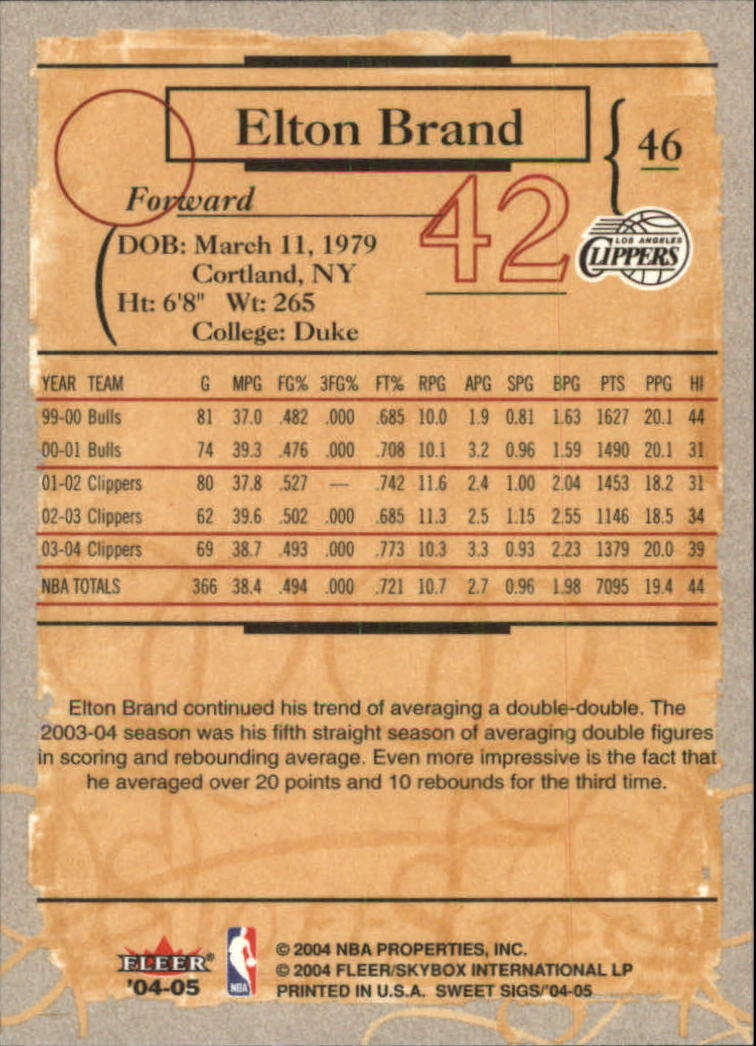 Elton Brand
46
Forward
42
LOS ANGELES
CLIPPERS
DOB: March 11, 1979
Cortland, NY
Ht: 6'8" Wt: 265
College: Duke
YEAR TEAM G MPG FG% 3FG% FT% RPG APG SPG BPG PTS PPG HI
99-00 Bulls 81 37.0 .482 .000 .685 10.0 1.9 0.81 1.63 1627 20.1 44
00-01 Bulls 74 39.3 .476 .000 .708 10.1 3.2 0.96 1.59 1490 20.1 31
01-02 Clippers 80 37.8 .527 — .742 11.6 2.4 1.00 2.04 1453 18.2 31
02-03 Clippers 62 39.6 .502 .000 .685 11.3 2.5 1.15 2.55 1146 18.5 34
03-04 Clippers 69 38.7 .493 .000 .773 10.3 3.3 0.93 2.23 1379 20.0 39
NBA TOTALS 366 38.4 .494 .000 .721 10.7 2.7 0.96 1.98 7095 19.4 44
Elton Brand continued his trend of averaging a double-double. The
2003-04 season was his fifth straight season of averaging double figures
in scoring and rebounding average. Even more impressive is the fact that
he averaged over 20 points and 10 rebounds for the third time.
FLEER®
'04-05
NBA
© 2004 NBA PROPERTIES, INC.
© 2004 FLEER/SKYBOX INTERNATIONAL LP
PRINTED IN U.S.A. SWEET SIGS/'04-05